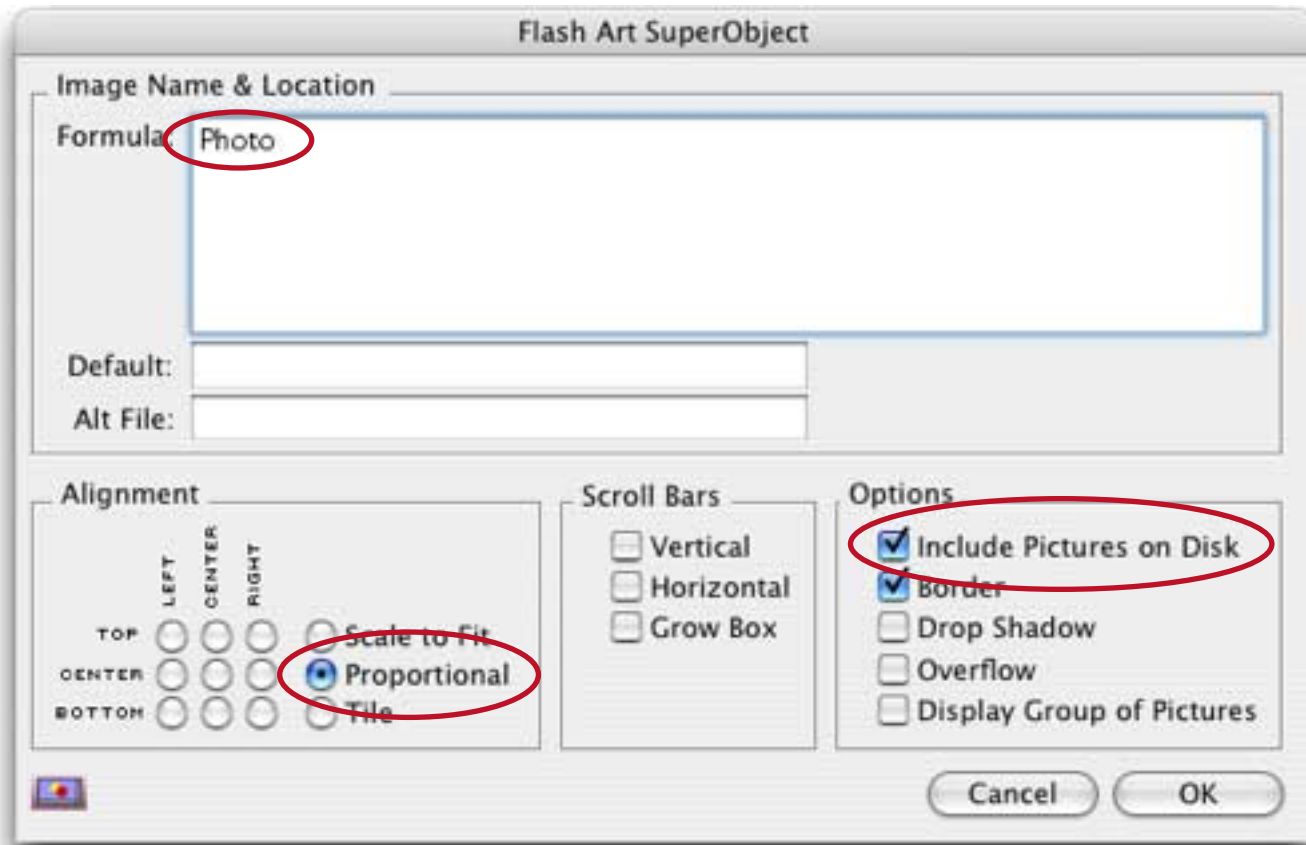 Flash Art SuperObject
Image Name & Location
Formula: Photo
Default:
Alt File:
Alignment
LEFT CENTER RIGHT
TOP Scale to Fit
CENTER Proportional
BOTTOM Tile
Scroll Bars
Vertical
Horizontal
Grow Box
Options
Include Pictures on Disk
Border
Drop Shadow
Overflow
Display Group of Pictures
Cancel OK